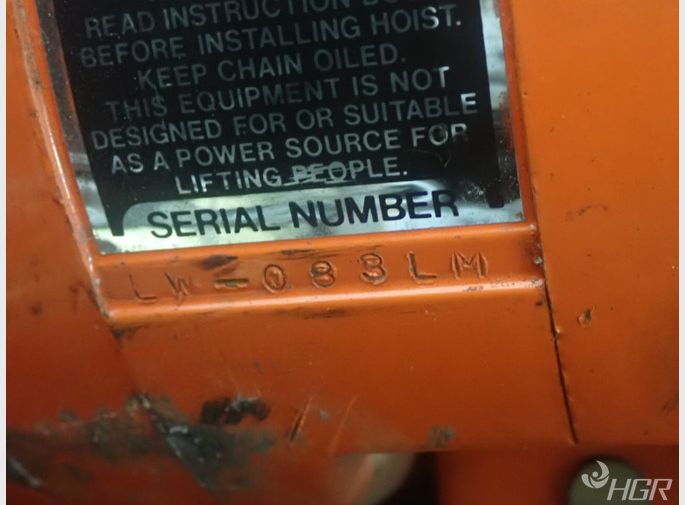 READ INSTRUCTION
BEFORE INSTALLING HOIST.
KEEP CHAIN OILED.
THIS EQUIPMENT IS NOT
DESIGNED FOR OR SUITABLE
AS A POWER SOURCE FOR
LIFTING PEOPLE.
SERIAL NUMBER
LW-083LM
HGR